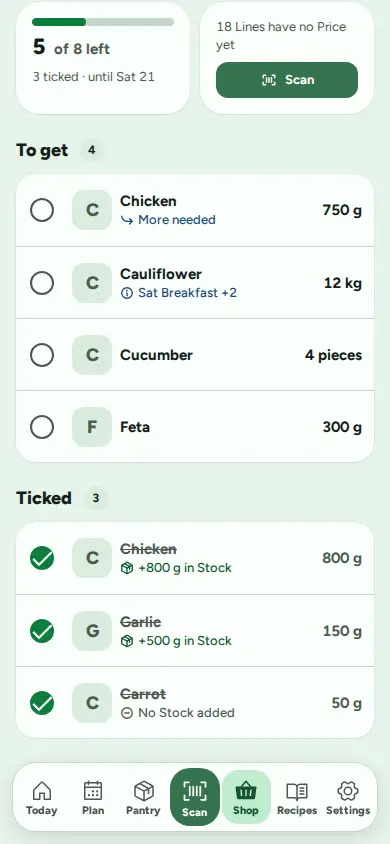 5 of 8 left
3 ticked · until Sat 21
18 Lines have no Price
yet
Scan
To get 4
C
Chicken
More needed
750 g
C
Cauliflower
Sat Breakfast +2
12 kg
C
Cucumber
4 pieces
F
Feta
300 g
Ticked 3
C
Chicken
+800 g in Stock
800 g
G
Garlic
+500 g in Stock
150 g
C
Carrot
No Stock added
50 g
Today
Plan
Pantry
Scan
Shop
Recipes
Settings